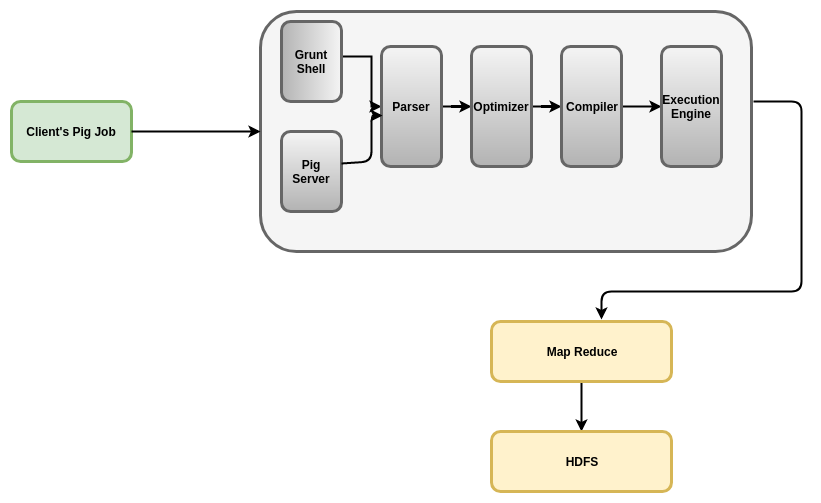 Grunt
Shell
Client's Pig Job
Pig
Server
Parser
Optimizer
Compiler
Execution
Engine
Map Reduce
HDFS